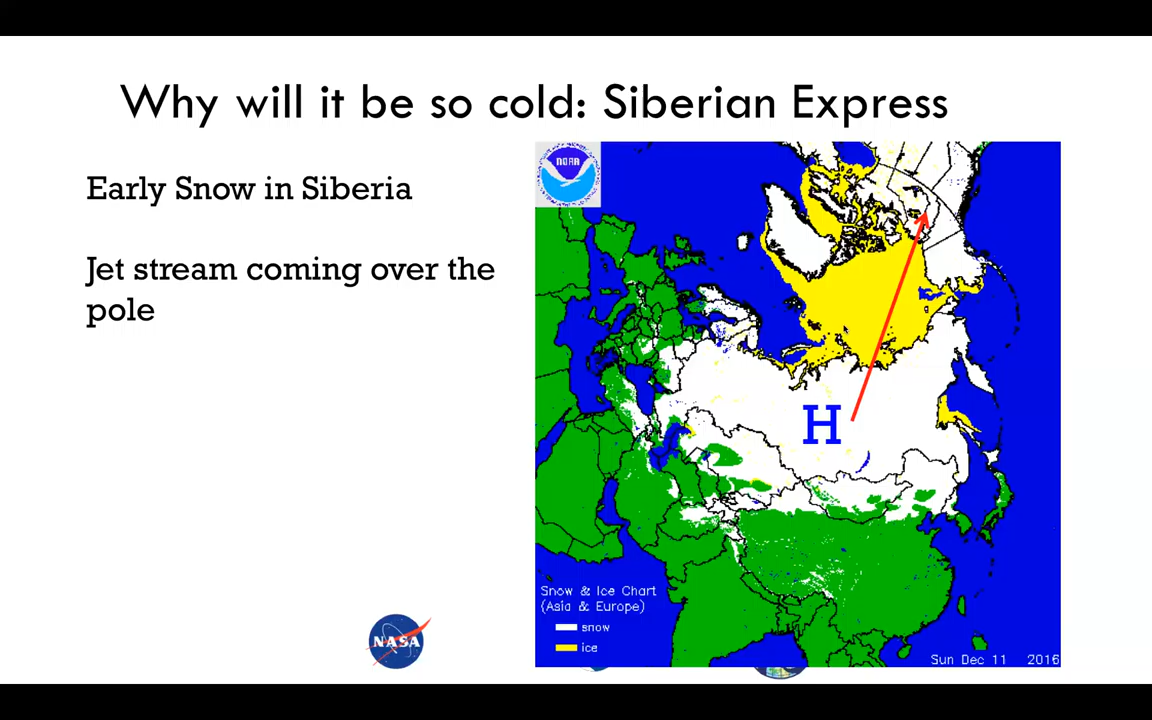 Why will it be so cold: Siberian Express
Early Snow in Siberia
Jet stream coming over the
pole
NOAA
H
Snow & Ice Chart
(Asia & Europe)
snow
ice
NASA
Sun Dec 11 2016